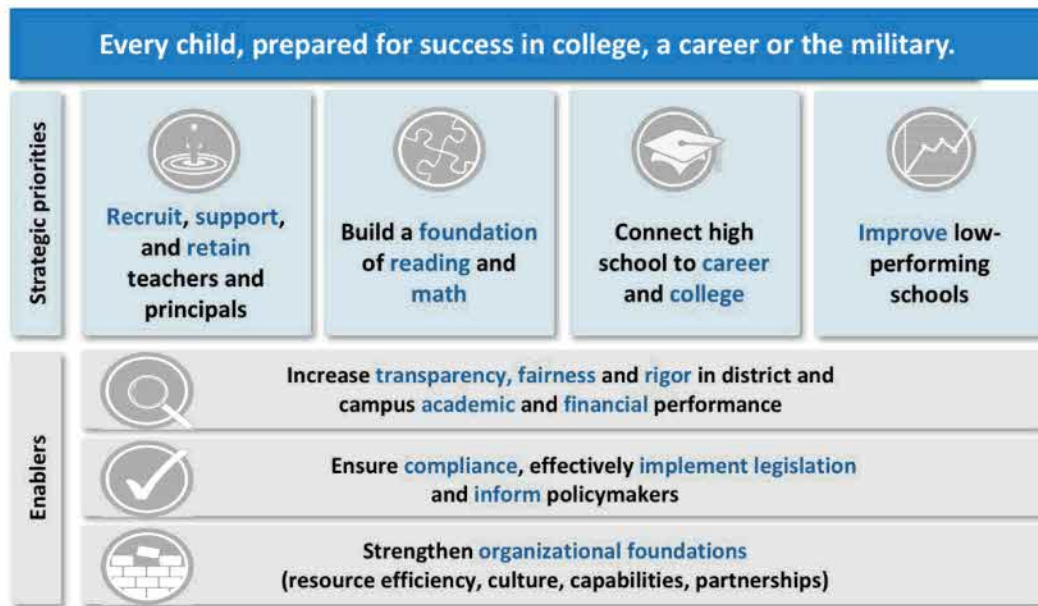 Every child, prepared for success in college, a career or the military.
Strategic priorities
Recruit, support,
and retain
teachers and
principals
Build a foundation
of reading and
math
Connect high
school to career
and college
Improve low-
performing
schools
Enablers
Increase transparency, fairness and rigor in district and
campus academic and financial performance
Ensure compliance, effectively implement legislation
and inform policymakers
Strengthen organizational foundations
(resource efficiency, culture, capabilities, partnerships)